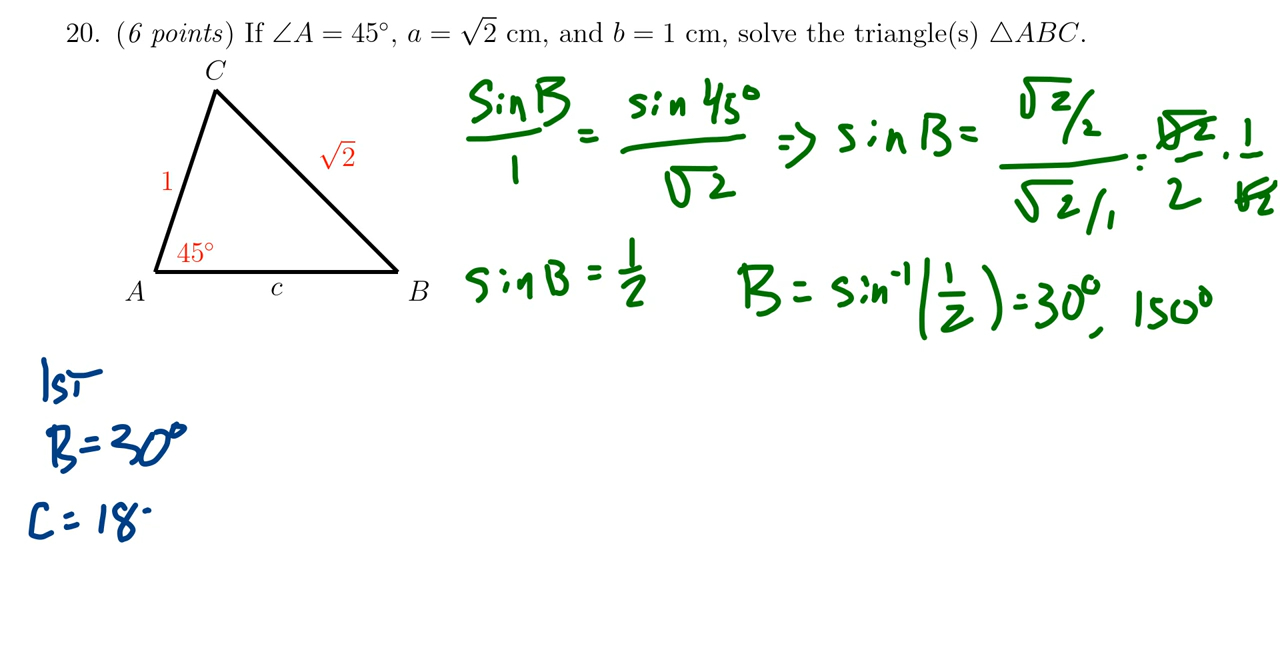 20. (6 points) If ∠A = 45°, a = √2 cm, and b = 1 cm, solve the triangle(s) △ABC.
C
1
√2
45°
A
c
B
sin B / 1 = sin 45° / √2 => sin B = (√2/2) / (√2/1) = √2/2 · 1/√2
sin B = 1/2
B = sin⁻¹(1/2) = 30°, 150°
1st
B = 30°
C = 18-